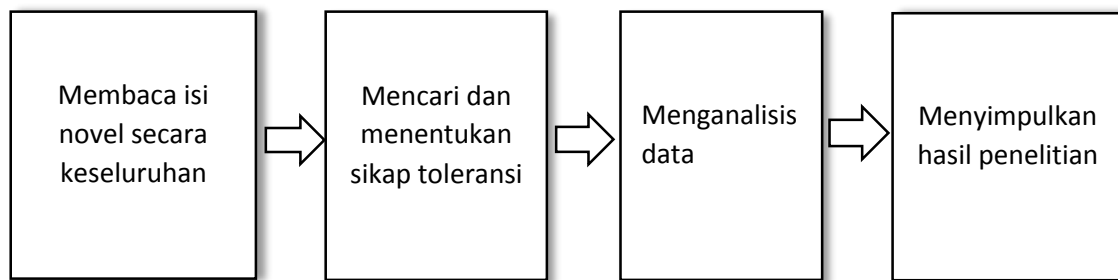 Membaca isi
novel secara
keseluruhan
Mencari dan
menentukan
sikap toleransi
Menganalisis
data
Menyimpulkan
hasil penelitian